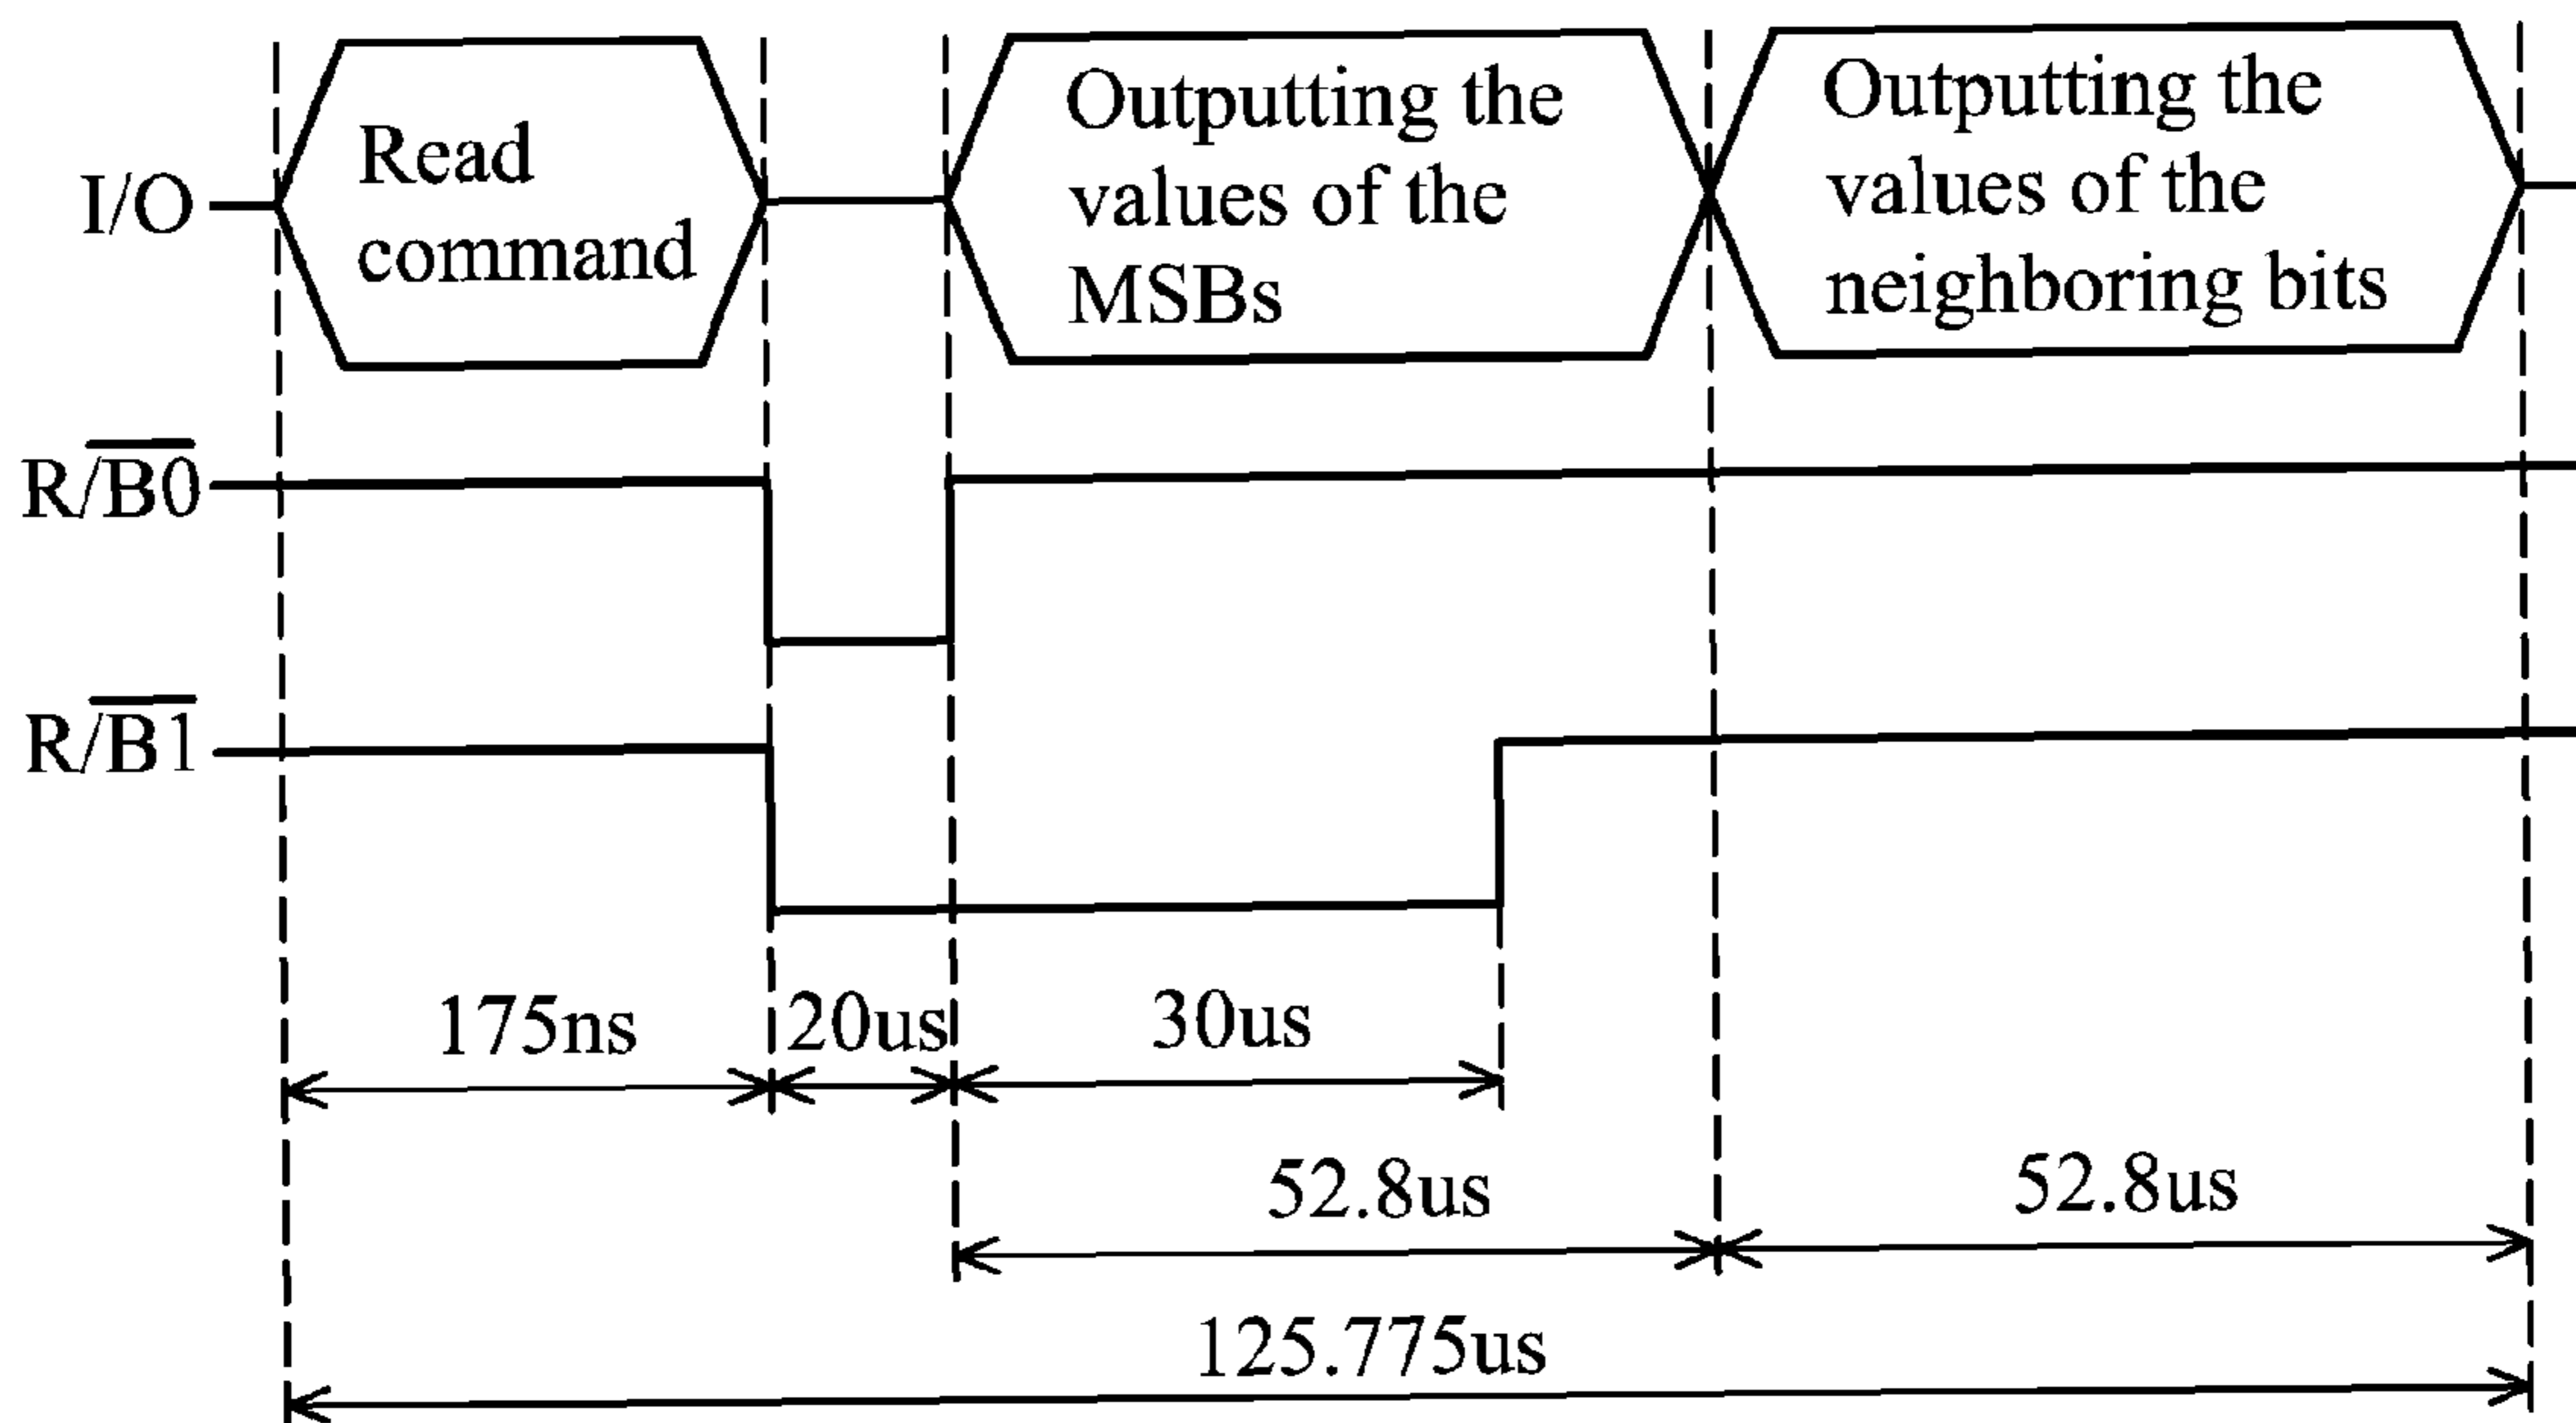 I/O
Read
command
Outputting the
values of the
MSBs
Outputting the
values of the
neighboring bits
R/B0
R/B1
175ns
20us
30us
52.8us
52.8us
125.775us